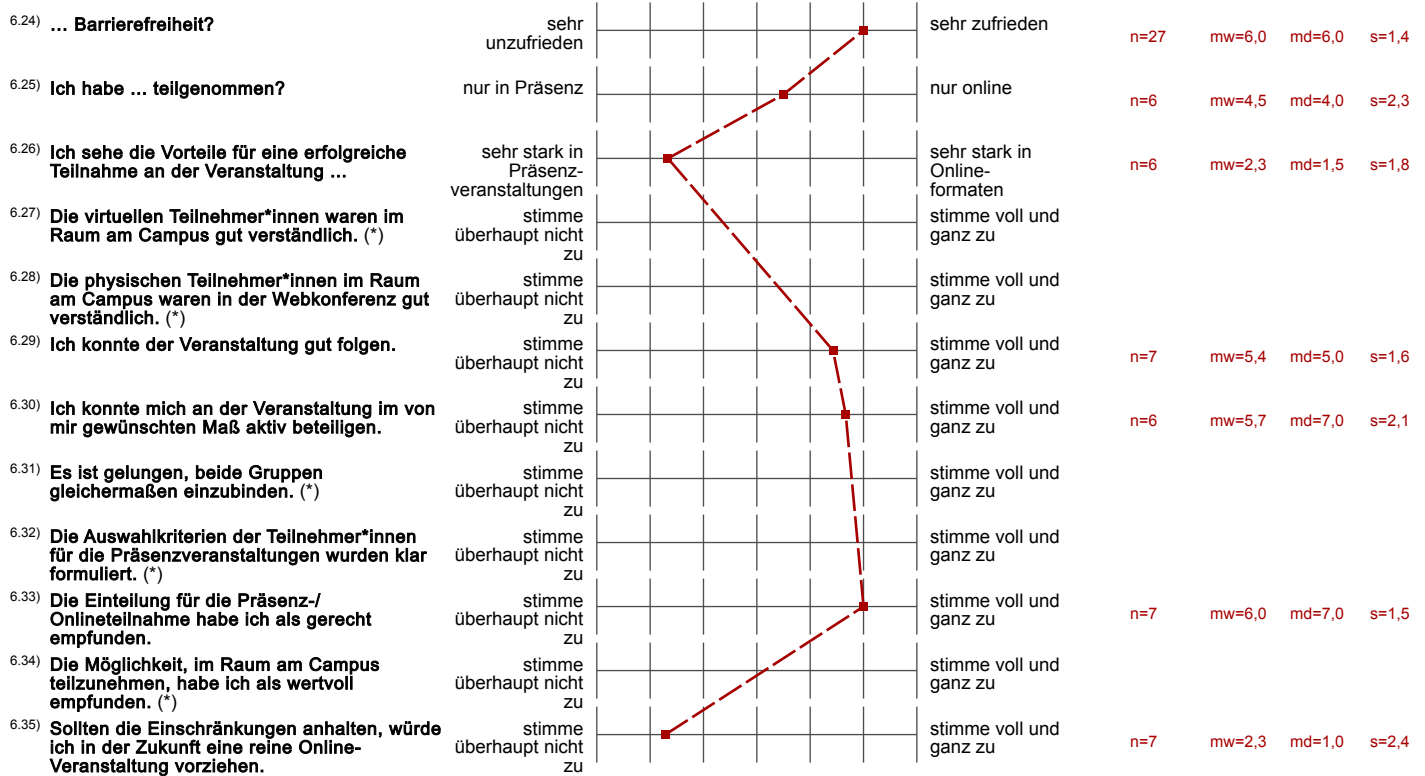 6.24) ... Barrierefreiheit?
sehr
unzufrieden
sehr zufrieden
n=27 mw=6,0 md=6,0 s=1,4
6.25) Ich habe ... teilgenommen?
nur in Präsenz
nur online
n=6 mw=4,5 md=4,0 s=2,3
6.26) Ich sehe die Vorteile für eine erfolgreiche
Teilnahme an der Veranstaltung ...
sehr stark in
Präsenz-
veranstaltungen
sehr stark in
Online-
formaten
n=6 mw=2,3 md=1,5 s=1,8
6.27) Die virtuellen Teilnehmer*innen waren im
Raum am Campus gut verständlich. (*)
stimme
überhaupt nicht
zu
stimme voll und
ganz zu
6.28) Die physischen Teilnehmer*innen im Raum
am Campus waren in der Webkonferenz gut
verständlich. (*)
stimme
überhaupt nicht
zu
stimme voll und
ganz zu
6.29) Ich konnte der Veranstaltung gut folgen.
stimme
überhaupt nicht
zu
stimme voll und
ganz zu
n=7 mw=5,4 md=5,0 s=1,6
6.30) Ich konnte mich an der Veranstaltung im von
mir gewünschten Maß aktiv beteiligen.
stimme
überhaupt nicht
zu
stimme voll und
ganz zu
n=6 mw=5,7 md=7,0 s=2,1
6.31) Es ist gelungen, beide Gruppen
gleichermaßen einzubinden. (*)
stimme
überhaupt nicht
zu
stimme voll und
ganz zu
6.32) Die Auswahlkriterien der Teilnehmer*innen
für die Präsenzveranstaltungen wurden klar
formuliert. (*)
stimme
überhaupt nicht
zu
stimme voll und
ganz zu
6.33) Die Einteilung für die Präsenz-/
Onlineteilnahme habe ich als gerecht
empfunden.
stimme
überhaupt nicht
zu
stimme voll und
ganz zu
n=7 mw=6,0 md=7,0 s=1,5
6.34) Die Möglichkeit, im Raum am Campus
teilzunehmen, habe ich als wertvoll
empfunden. (*)
stimme
überhaupt nicht
zu
stimme voll und
ganz zu
6.35) Sollten die Einschränkungen anhalten, würde
ich in der Zukunft eine reine Online-
Veranstaltung vorziehen.
stimme
überhaupt nicht
zu
stimme voll und
ganz zu
n=7 mw=2,3 md=1,0 s=2,4